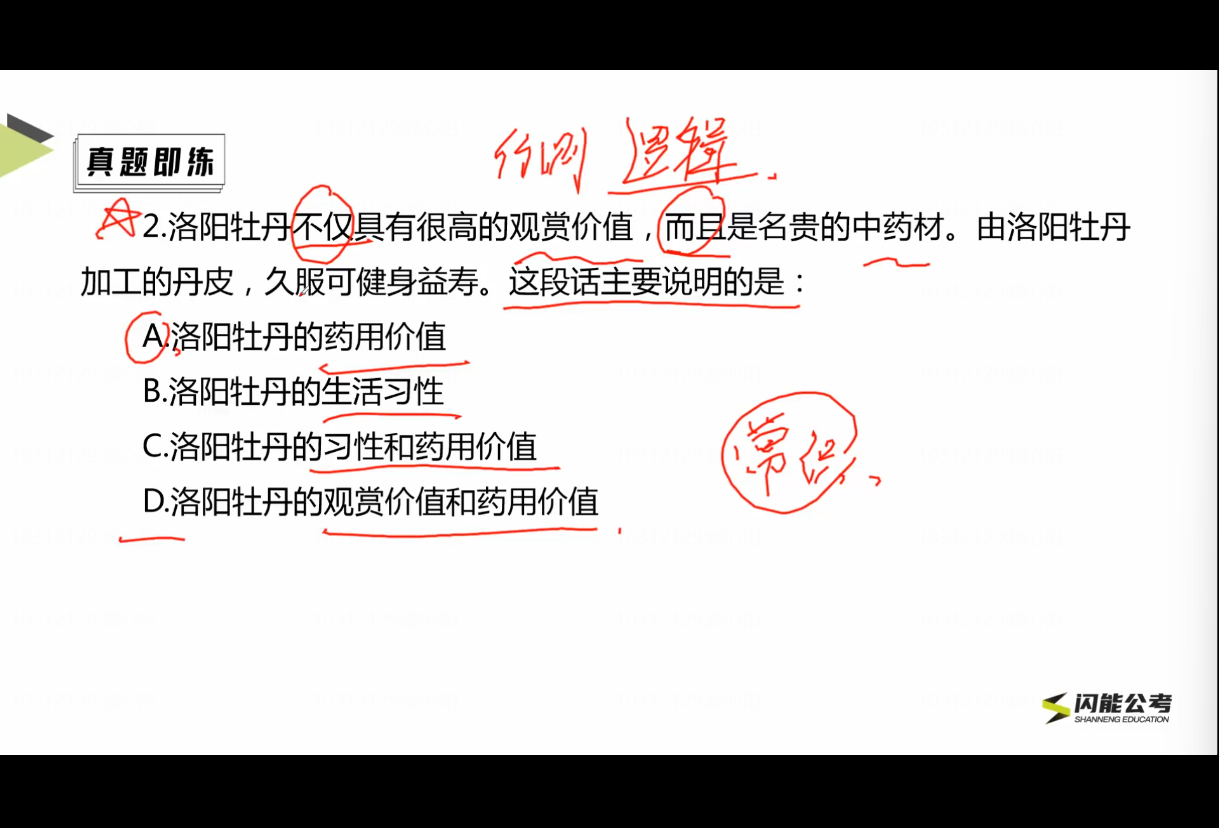 真题即练
行测 逻辑
2.洛阳牡丹不仅具有很高的观赏价值，而且是名贵的中药材。由洛阳牡丹
加工的丹皮，久服可健身益寿。这段话主要说明的是：
A.洛阳牡丹的药用价值
B.洛阳牡丹的生活习性
C.洛阳牡丹的习性和药用价值
D.洛阳牡丹的观赏价值和药用价值
常识
闪能公考
SHANNENG EDUCATION